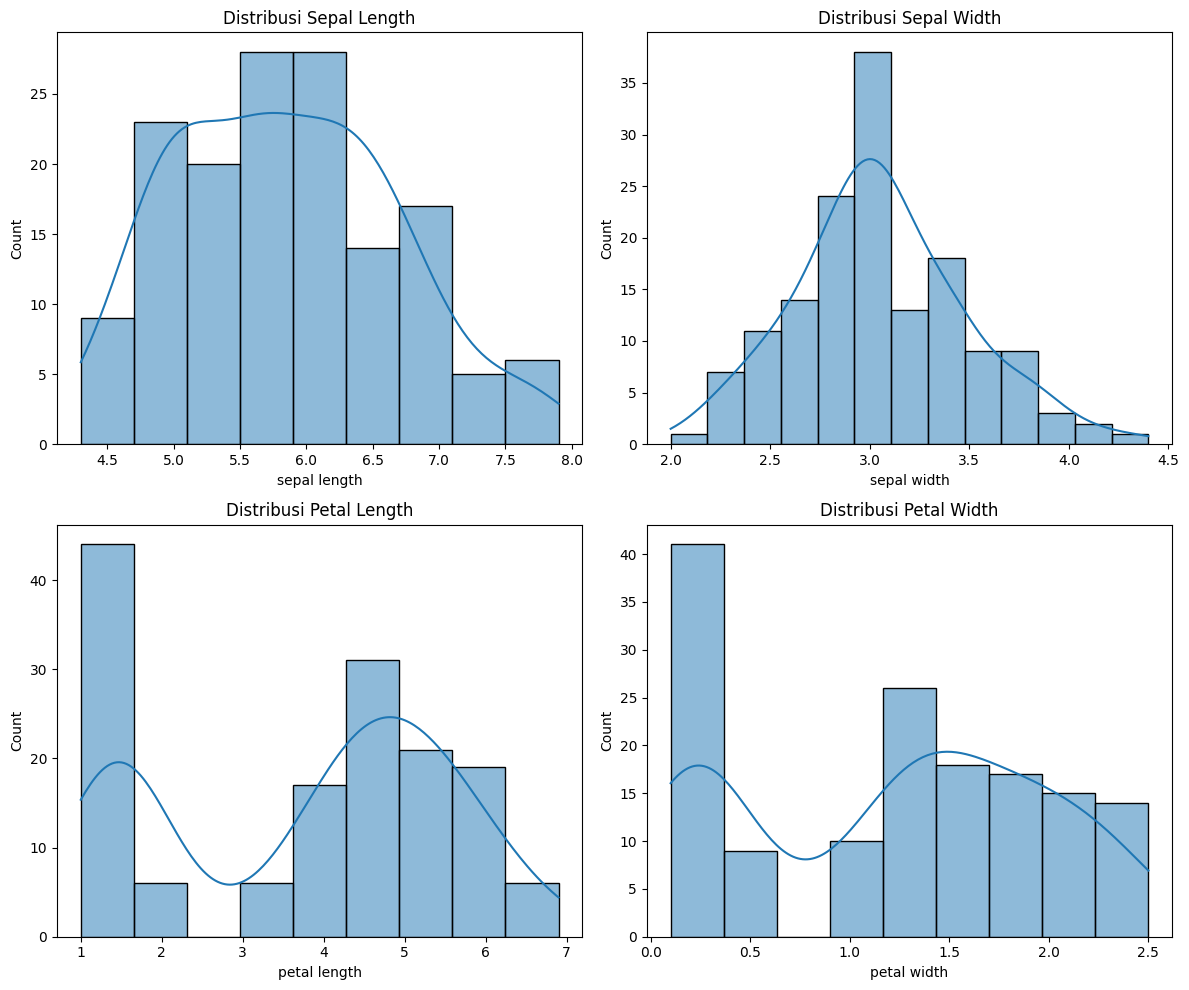 Distribusi Sepal Length
25
20
15
10
5
0
Count
4.5 5.0 5.5 6.0 6.5 7.0 7.5 8.0
sepal length
Distribusi Sepal Width
35
30
25
20
15
10
5
0
Count
2.0 2.5 3.0 3.5 4.0 4.5
sepal width
Distribusi Petal Length
40
30
20
10
0
Count
1 2 3 4 5 6 7
petal length
Distribusi Petal Width
40
35
30
25
20
15
10
5
0
Count
0.0 0.5 1.0 1.5 2.0 2.5
petal width